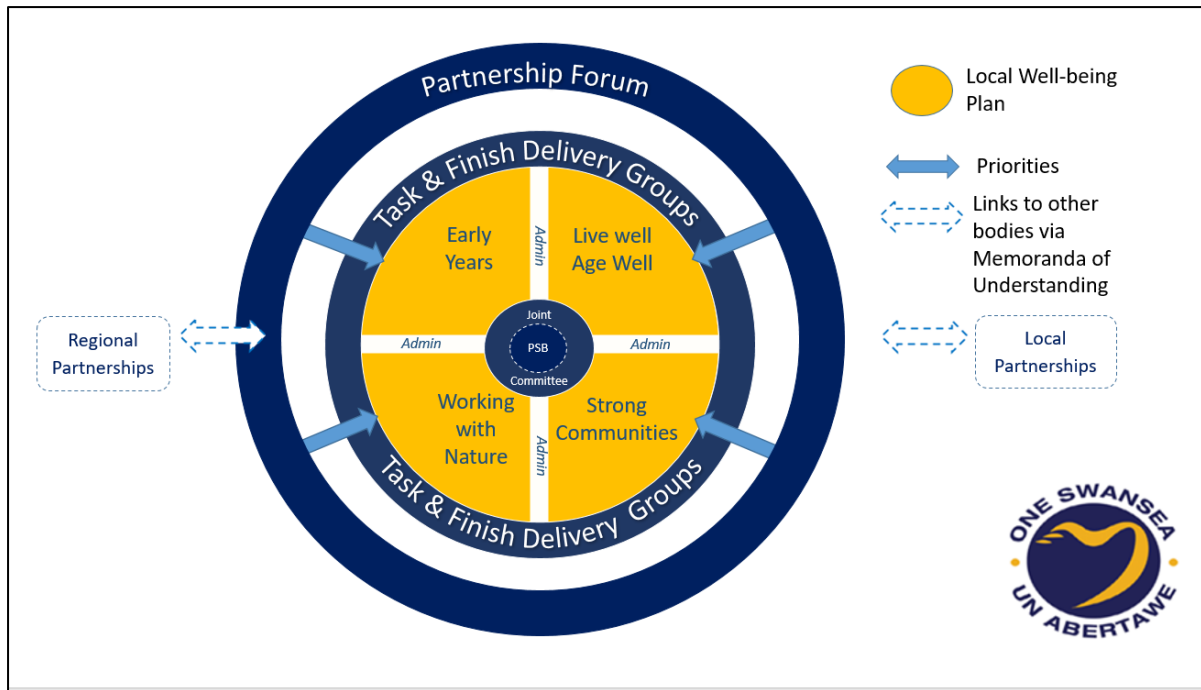 Partnership Forum
Task & Finish Delivery Groups
Early
Years
Admin
Live well
Age Well
Admin
Joint
PSB
Committee
Admin
Working
with
Nature
Admin
Strong
Communities
Task & Finish Delivery Groups
Regional
Partnerships
Local
Partnerships
Local Well-being
Plan
Priorities
Links to other
bodies via
Memoranda of
Understanding
ONE SWANSEA
UN ABERTAWE